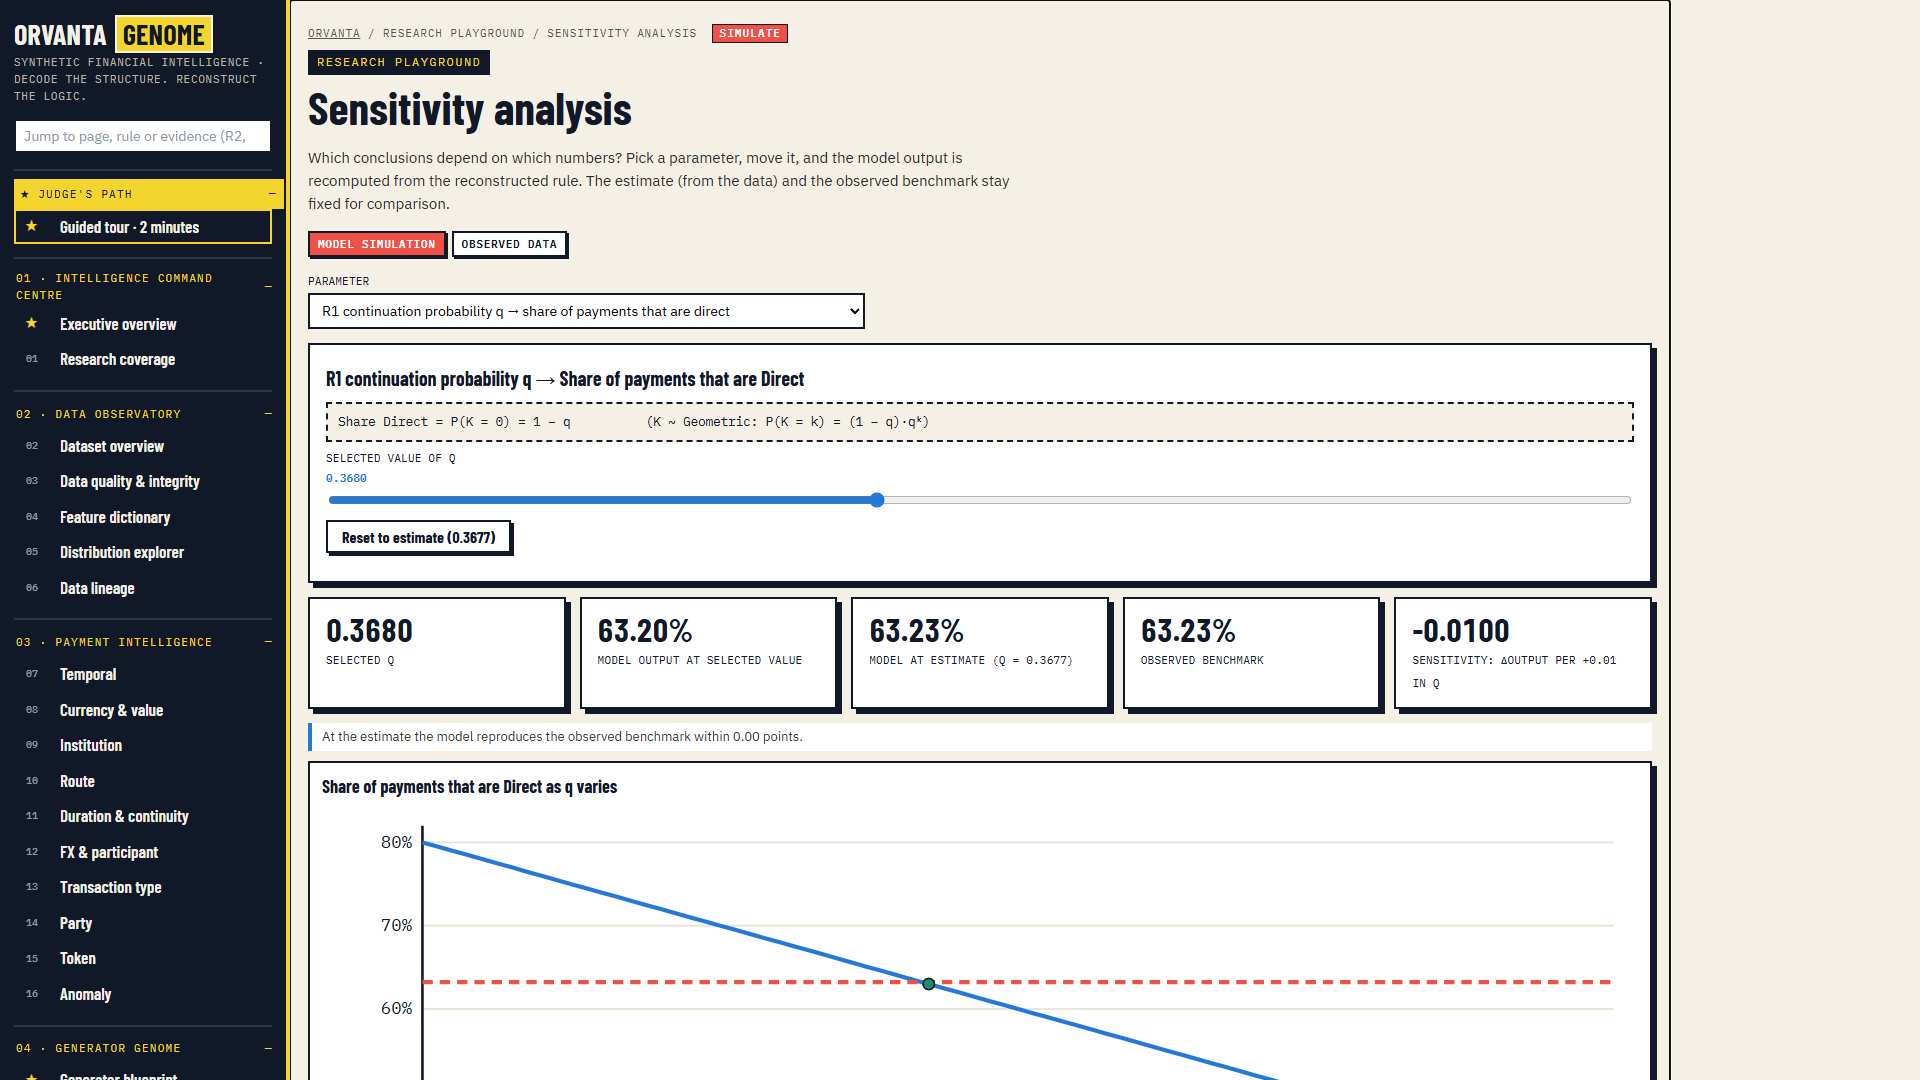 ORVANTA GENOME
SYNTHETIC FINANCIAL INTELLIGENCE ·
DECODE THE STRUCTURE. RECONSTRUCT
THE LOGIC.
Jump to page, rule or evidence (R2,
★ JUDGE'S PATH −
★ Guided tour · 2 minutes
01 · INTELLIGENCE COMMAND
CENTRE −
★ Executive overview
01 Research coverage
02 · DATA OBSERVATORY −
02 Dataset overview
03 Data quality & integrity
04 Feature dictionary
05 Distribution explorer
06 Data lineage
03 · PAYMENT INTELLIGENCE −
07 Temporal
08 Currency & value
09 Institution
10 Route
11 Duration & continuity
12 FX & participant
13 Transaction type
14 Party
15 Token
16 Anomaly
04 · GENERATOR GENOME −
★ Generator blueprint
ORVANTA / RESEARCH PLAYGROUND / SENSITIVITY ANALYSIS SIMULATE
RESEARCH PLAYGROUND
Sensitivity analysis
Which conclusions depend on which numbers? Pick a parameter, move it, and the model output is
recomputed from the reconstructed rule. The estimate (from the data) and the observed benchmark stay
fixed for comparison.
MODEL SIMULATION OBSERVED DATA
PARAMETER
R1 continuation probability q → share of payments that are direct
R1 continuation probability q → Share of payments that are Direct
Share Direct = P(K = 0) = 1 − q (K ~ Geometric: P(K = k) = (1 − q)·qᵏ)
SELECTED VALUE OF Q
0.3680
Reset to estimate (0.3677)
0.3680
SELECTED Q
63.20%
MODEL OUTPUT AT SELECTED VALUE
63.23%
MODEL AT ESTIMATE (Q = 0.3677)
63.23%
OBSERVED BENCHMARK
-0.0100
SENSITIVITY: ΔOUTPUT PER +0.01
IN Q
At the estimate the model reproduces the observed benchmark within 0.00 points.
Share of payments that are Direct as q varies
80%
70%
60%